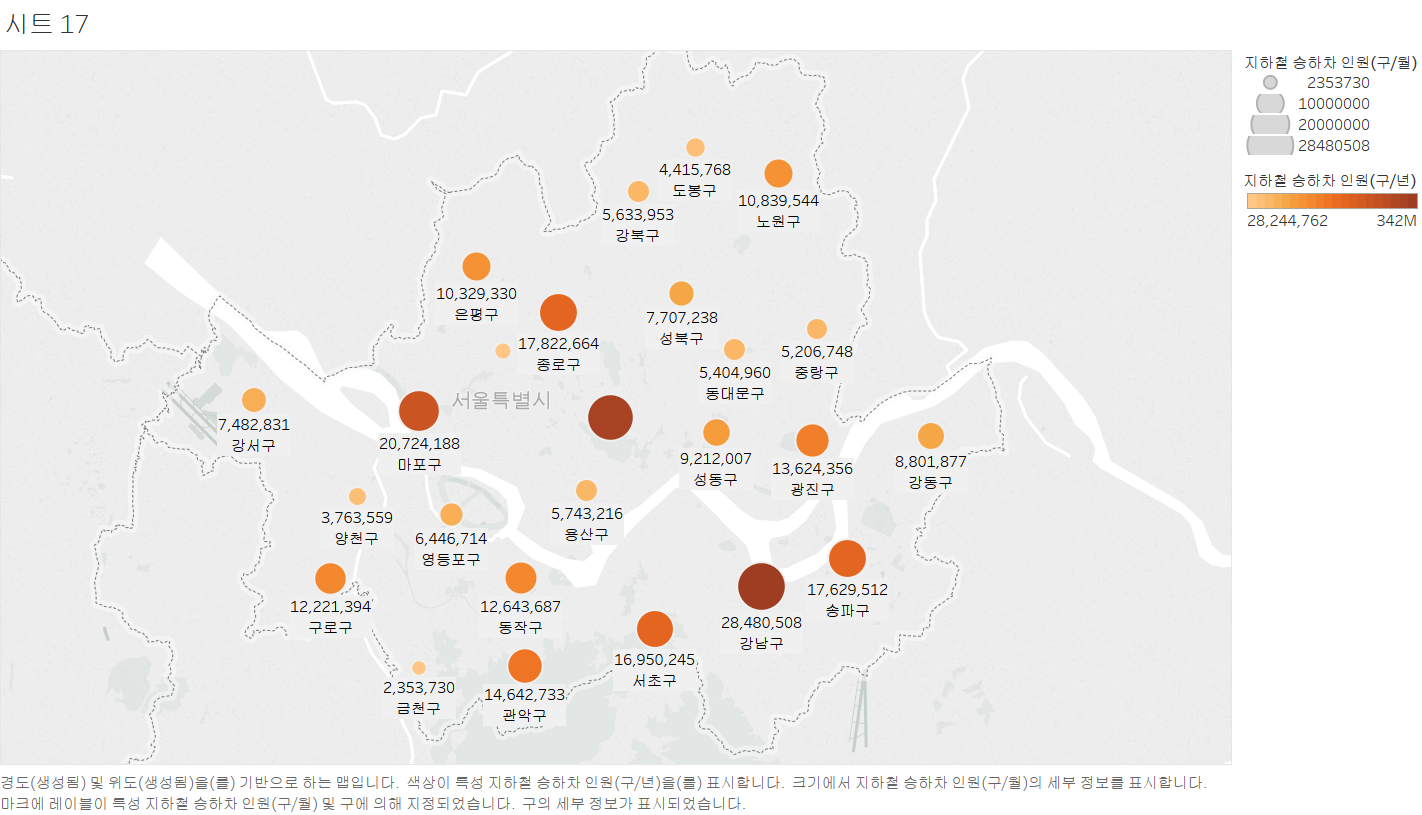 시트 17
지하철 승하차 인원(구/월)
2353730
10000000
20000000
28480508
지하철 승하차 인원(구/년)
28,244,762 342M
4,415,768
도봉구
10,839,544
노원구
5,633,953
강북구
10,329,330
은평구
7,707,238
성북구
17,822,664
종로구
5,206,748
중랑구
5,404,960
동대문구
서울특별시
7,482,831
강서구
20,724,188
마포구
9,212,007
성동구
13,624,356
광진구
8,801,877
강동구
3,763,559
양천구
6,446,714
영등포구
5,743,216
용산구
12,221,394
구로구
12,643,687
동작구
28,480,508
강남구
17,629,512
송파구
16,950,245
서초구
2,353,730
금천구
14,642,733
관악구
경도(생성됨) 및 위도(생성됨)을(를) 기반으로 하는 맵입니다. 색상이 특성 지하철 승하차 인원(구/년)을(를) 표시합니다. 크기에서 지하철 승하차 인원(구/월)의 세부 정보를 표시합니다.
마크에 레이블이 특성 지하철 승하차 인원(구/월) 및 구에 의해 지정되었습니다. 구의 세부 정보가 표시되었습니다.